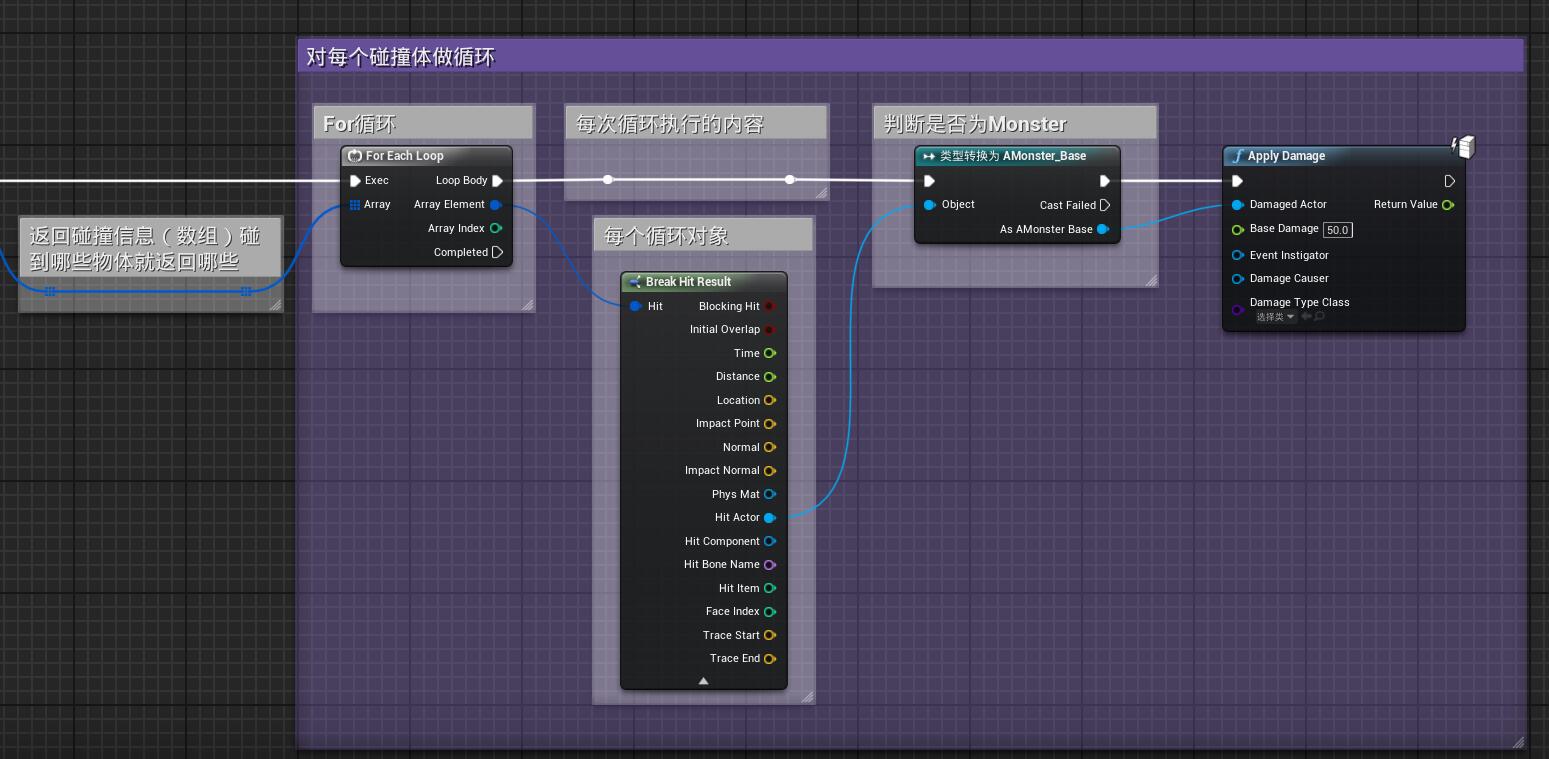 对每个碰撞体做循环
返回碰撞信息（数组）碰
到哪些物体就返回哪些
For循环
For Each Loop
Exec
Loop Body
Array
Array Element
Array Index
Completed
每次循环执行的内容
每个循环对象
Break Hit Result
Hit
Blocking Hit
Initial Overlap
Time
Distance
Location
Impact Point
Normal
Impact Normal
Phys Mat
Hit Actor
Hit Component
Hit Bone Name
Hit Item
Face Index
Trace Start
Trace End
判断是否为Monster
类型转换为 AMonster_Base
Object
Cast Failed
As AMonster Base
Apply Damage
Damaged Actor
Return Value
Base Damage 50.0
Event Instigator
Damage Causer
Damage Type Class
选择类